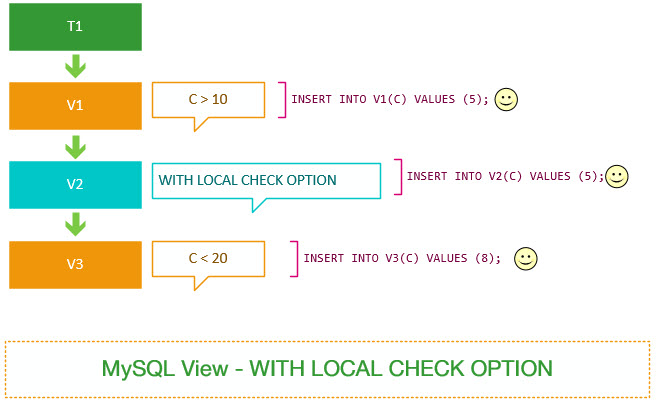 T1
V1
C > 10
INSERT INTO V1(C) VALUES (5);
V2
WITH LOCAL CHECK OPTION
INSERT INTO V2(C) VALUES (5);
V3
C < 20
INSERT INTO V3(C) VALUES (8);
MySQL View - WITH LOCAL CHECK OPTION